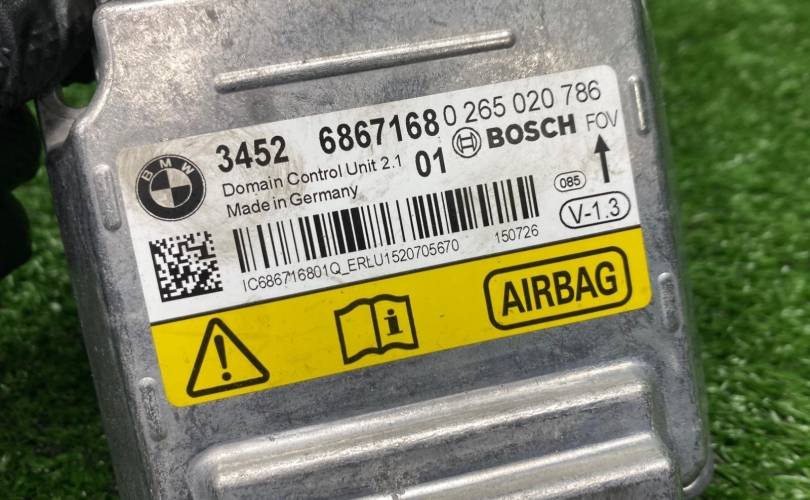 BMW
3452 6867168 01
0 265 020 786
BOSCH
FOV
Domain Control Unit 2.1
Made in Germany
085
V-1.3
IC686716801Q_ERLU1520705670
150726
AIRBAG